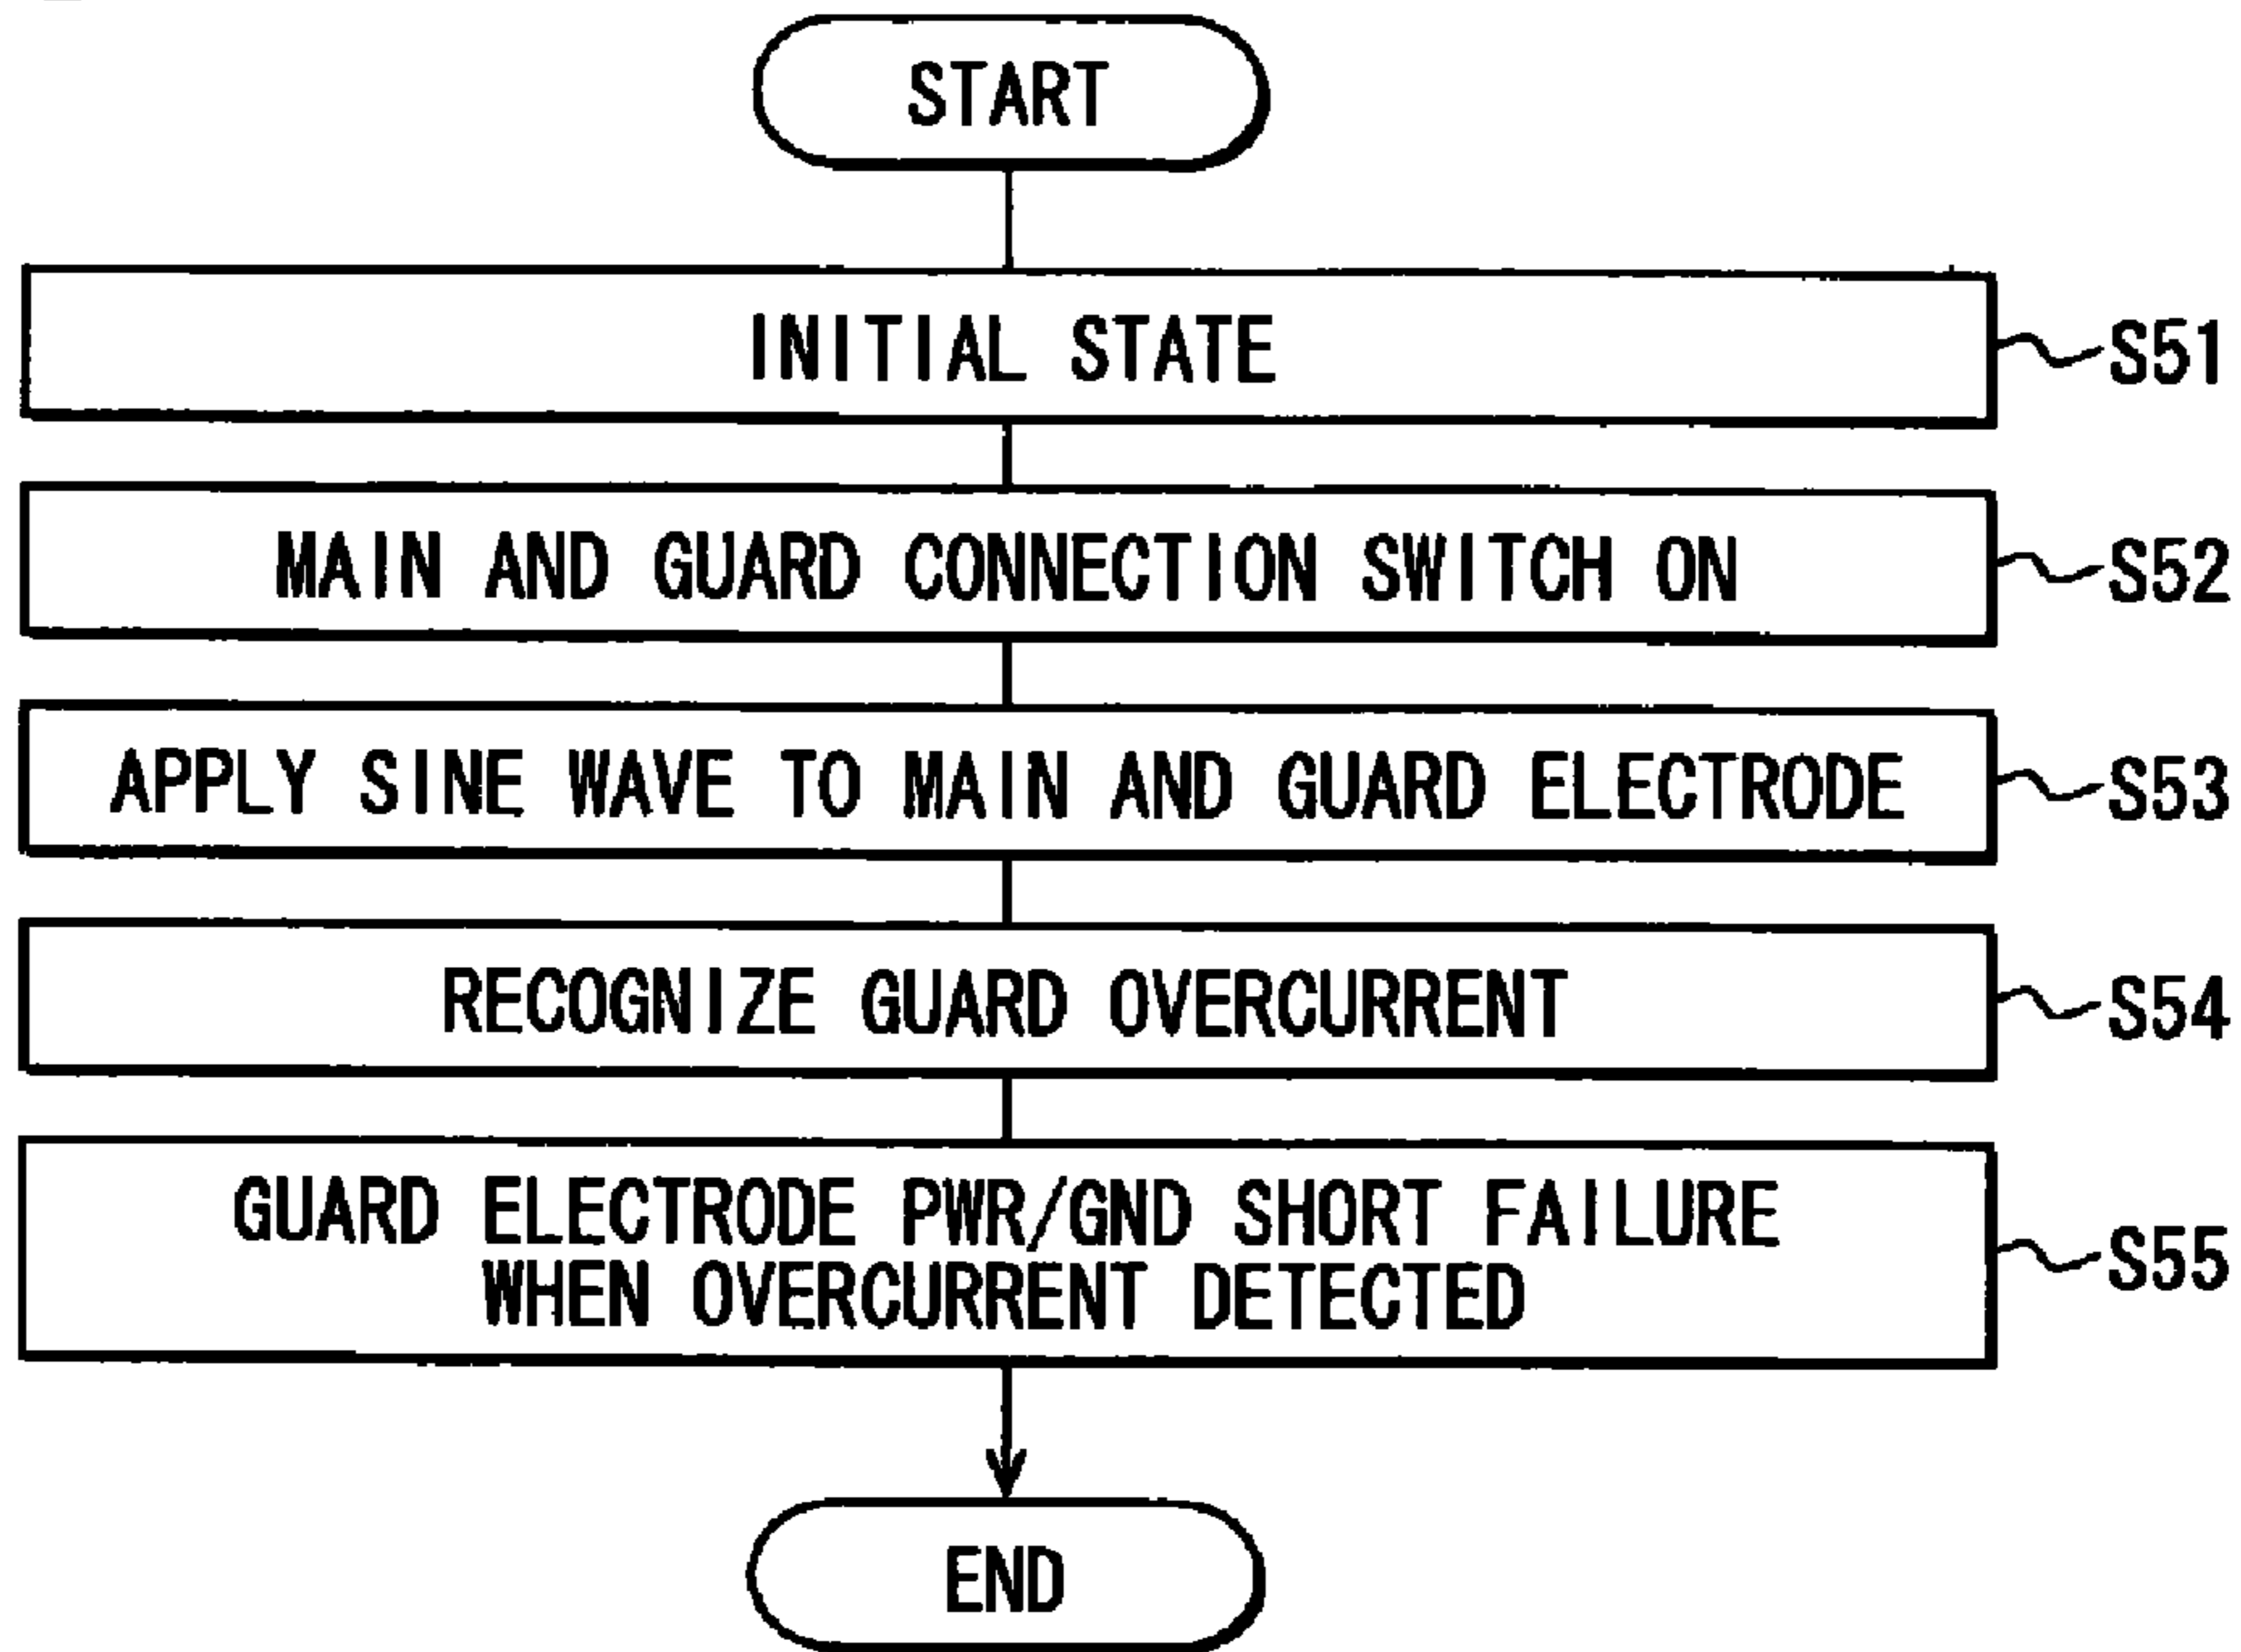 START
INITIAL STATE
S51
MAIN AND GUARD CONNECTION SWITCH ON
S52
APPLY SINE WAVE TO MAIN AND GUARD ELECTRODE
S53
RECOGNIZE GUARD OVERCURRENT
S54
GUARD ELECTRODE PWR/GND SHORT FAILURE
WHEN OVERCURRENT DETECTED
S55
END